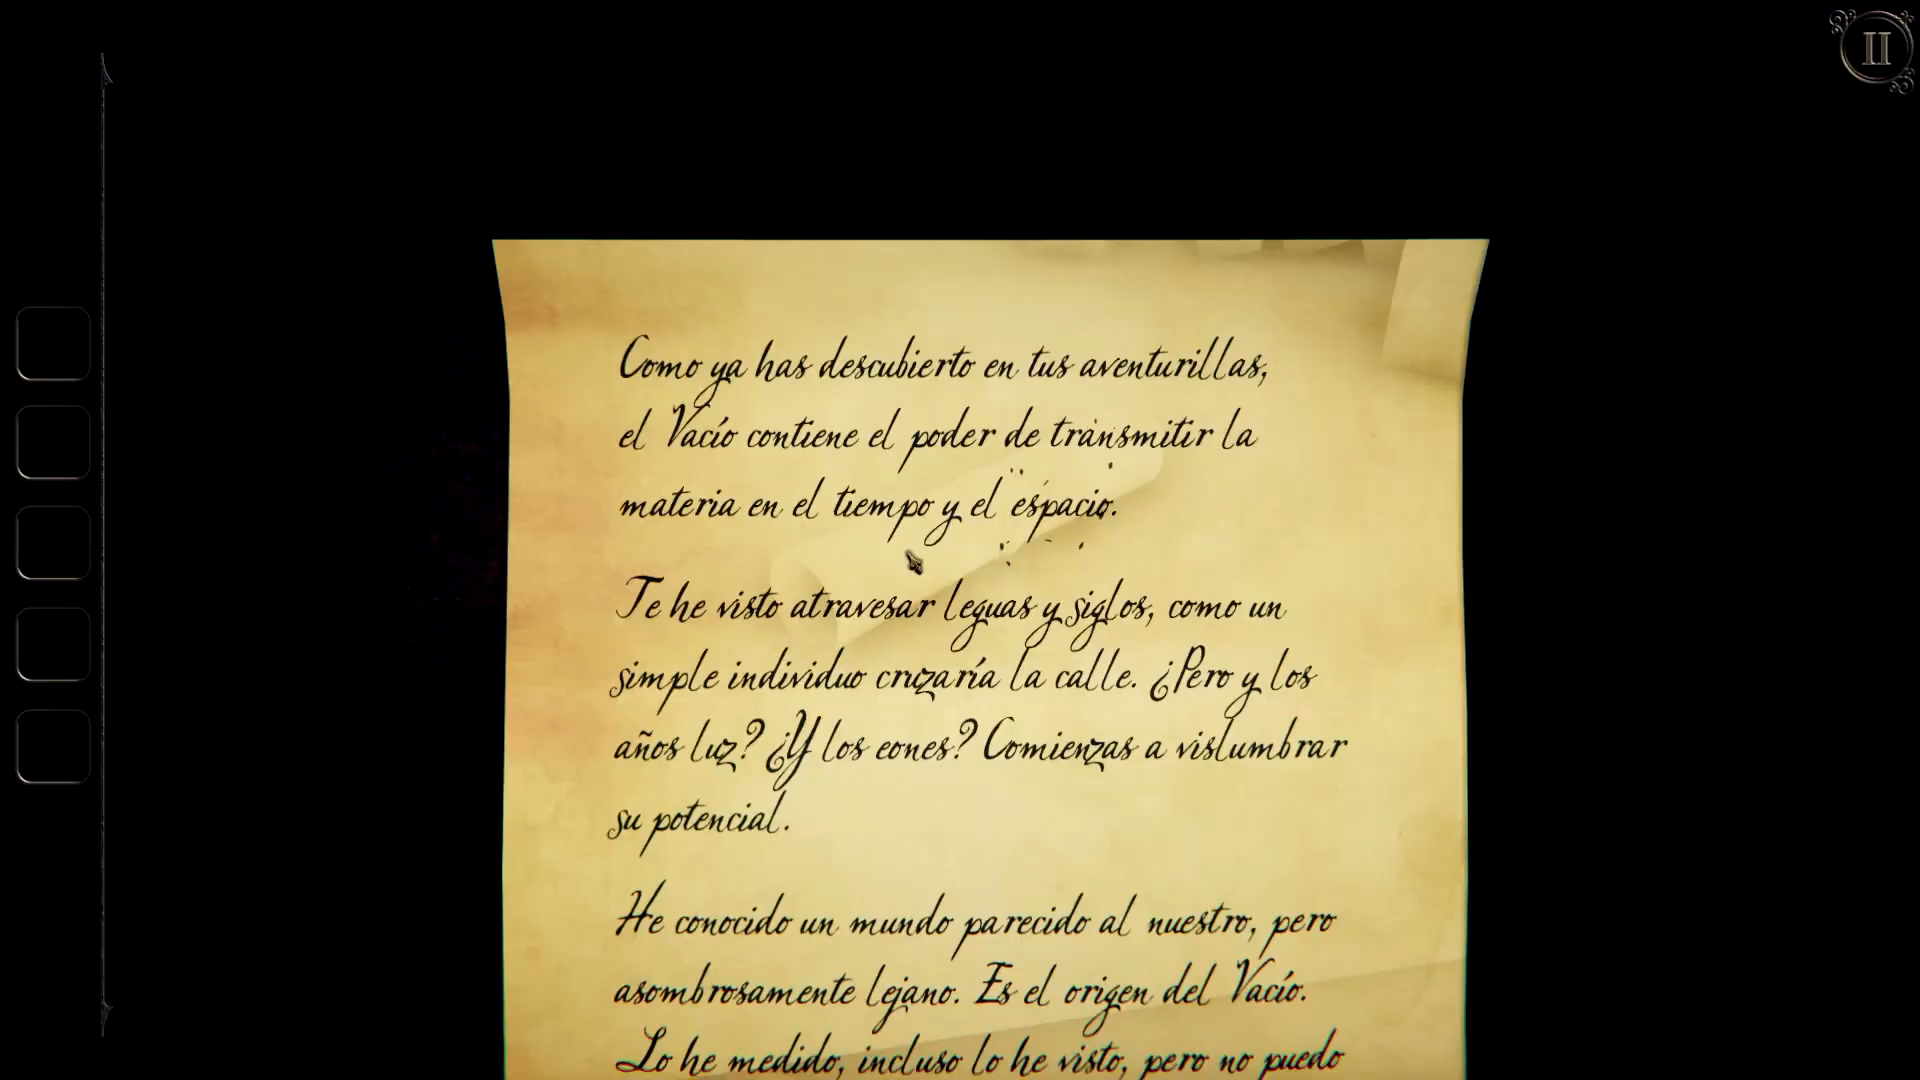 II
Como ya has descubierto en tus aventurillas,
el Vacío contiene el poder de transmitir la
materia en el tiempo y el espacio.
Te he visto atravesar leguas y siglos, como un
simple individuo cruzaría la calle. ¿Pero y los
años luz? ¿Y los eones? Comienzas a vislumbrar
su potencial.
He conocido un mundo parecido al nuestro, pero
asombrosamente lejano. Es el origen del Vacío.
Lo he medido, incluso lo he visto, pero no puedo